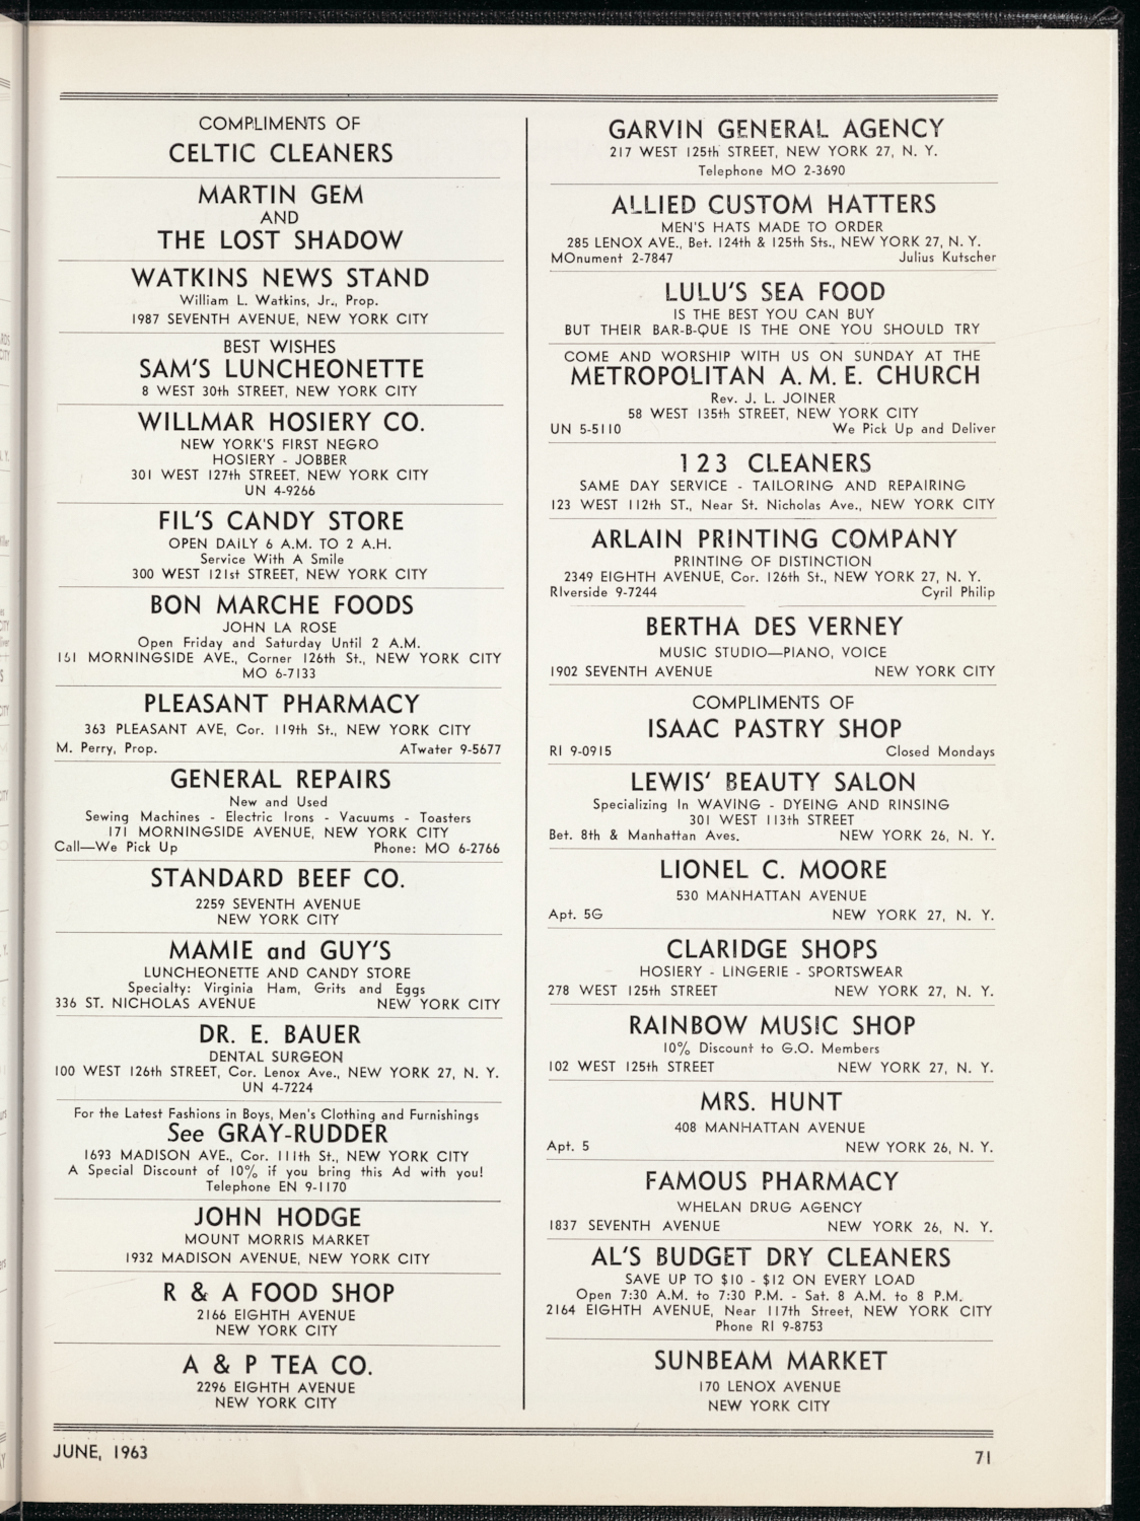 COMPLIMENTS OF
CELTIC CLEANERS
MARTIN GEM
AND
THE LOST SHADOW
WATKINS NEWS STAND
William L. Watkins, Jr., Prop.
1987 SEVENTH AVENUE, NEW YORK CITY
BEST WISHES
SAM'S LUNCHEONETTE
8 WEST 30th STREET, NEW YORK CITY
WILLMAR HOSIERY CO.
NEW YORK'S FIRST NEGRO
HOSIERY - JOBBER
301 WEST 127th STREET, NEW YORK CITY
UN 4-9266
FIL'S CANDY STORE
OPEN DAILY 6 A.M. TO 2 A.H.
Service With A Smile
300 WEST 121st STREET, NEW YORK CITY
BON MARCHE FOODS
JOHN LA ROSE
Open Friday and Saturday Until 2 A.M.
151 MORNINGSIDE AVE., Corner 126th St., NEW YORK CITY
MO 6-7133
PLEASANT PHARMACY
363 PLEASANT AVE, Cor. 119th St., NEW YORK CITY
M. Perry, Prop. ATwater 9-5677
GENERAL REPAIRS
New and Used
Sewing Machines - Electric Irons - Vacuums - Toasters
171 MORNINGSIDE AVENUE, NEW YORK CITY
Call—We Pick Up Phone: MO 6-2766
STANDARD BEEF CO.
2259 SEVENTH AVENUE
NEW YORK CITY
MAMIE and GUY'S
LUNCHEONETTE AND CANDY STORE
Specialty: Virginia Ham, Grits and Eggs
336 ST. NICHOLAS AVENUE NEW YORK CITY
DR. E. BAUER
DENTAL SURGEON
100 WEST 126th STREET, Cor. Lenox Ave., NEW YORK 27, N. Y.
UN 4-7224
For the Latest Fashions in Boys, Men's Clothing and Furnishings
See GRAY-RUDDER
1693 MADISON AVE., Cor. 111th St., NEW YORK CITY
A Special Discount of 10% if you bring this Ad with you!
Telephone EN 9-1170
JOHN HODGE
MOUNT MORRIS MARKET
1932 MADISON AVENUE, NEW YORK CITY
R & A FOOD SHOP
2166 EIGHTH AVENUE
NEW YORK CITY
A & P TEA CO.
2296 EIGHTH AVENUE
NEW YORK CITY
GARVIN GENERAL AGENCY
217 WEST 125th STREET, NEW YORK 27, N. Y.
Telephone MO 2-3690
ALLIED CUSTOM HATTERS
MEN'S HATS MADE TO ORDER
285 LENOX AVE., Bet. 124th & 125th Sts., NEW YORK 27, N. Y.
MOnument 2-7847 Julius Kutscher
LULU'S SEA FOOD
IS THE BEST YOU CAN BUY
BUT THEIR BAR-B-QUE IS THE ONE YOU SHOULD TRY
COME AND WORSHIP WITH US ON SUNDAY AT THE
METROPOLITAN A. M. E. CHURCH
Rev. J. L. JOINER
58 WEST 135th STREET, NEW YORK CITY
UN 5-5110 We Pick Up and Deliver
1 2 3 CLEANERS
SAME DAY SERVICE - TAILORING AND REPAIRING
123 WEST 112th ST., Near St. Nicholas Ave., NEW YORK CITY
ARLAIN PRINTING COMPANY
PRINTING OF DISTINCTION
2349 EIGHTH AVENUE, Cor. 126th St., NEW YORK 27, N. Y.
RIverside 9-7244 Cyril Philip
BERTHA DES VERNEY
MUSIC STUDIO—PIANO, VOICE
1902 SEVENTH AVENUE NEW YORK CITY
COMPLIMENTS OF
ISAAC PASTRY SHOP
RI 9-0915 Closed Mondays
LEWIS' BEAUTY SALON
Specializing In WAVING - DYEING AND RINSING
301 WEST 113th STREET
Bet. 8th & Manhattan Aves. NEW YORK 26, N. Y.
LIONEL C. MOORE
530 MANHATTAN AVENUE
Apt. 5G NEW YORK 27, N. Y.
CLARIDGE SHOPS
HOSIERY - LINGERIE - SPORTSWEAR
278 WEST 125th STREET NEW YORK 27, N. Y.
RAINBOW MUSIC SHOP
10% Discount to G.O. Members
102 WEST 125th STREET NEW YORK 27, N. Y.
MRS. HUNT
408 MANHATTAN AVENUE
Apt. 5 NEW YORK 26, N. Y.
FAMOUS PHARMACY
WHELAN DRUG AGENCY
1837 SEVENTH AVENUE NEW YORK 26, N. Y.
AL'S BUDGET DRY CLEANERS
SAVE UP TO $10 - $12 ON EVERY LOAD
Open 7:30 A.M. to 7:30 P.M. - Sat. 8 A.M. to 8 P.M.
2164 EIGHTH AVENUE, Near 117th Street, NEW YORK CITY
Phone RI 9-8753
SUNBEAM MARKET
170 LENOX AVENUE
NEW YORK CITY
JUNE, 1963 71